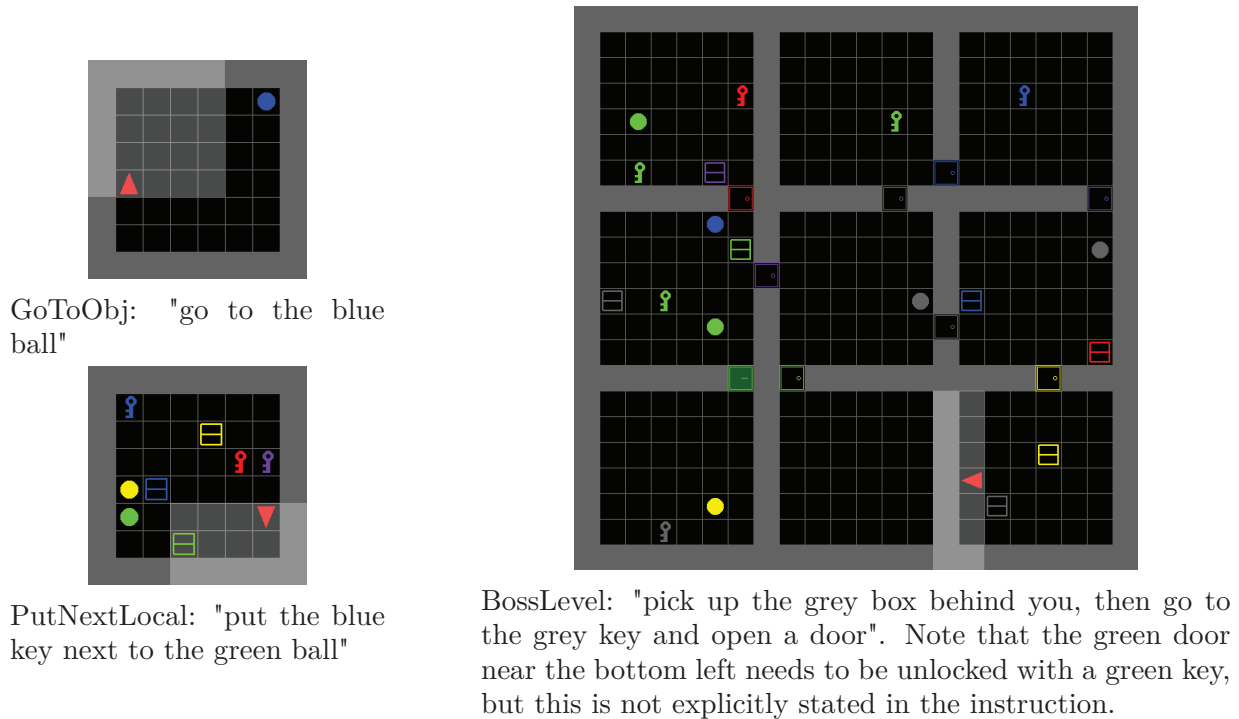 GoToObj: "go to the blue
ball"
PutNextLocal: "put the blue
key next to the green ball"
BossLevel: "pick up the grey box behind you, then go to
the grey key and open a door". Note that the green door
near the bottom left needs to be unlocked with a green key,
but this is not explicitly stated in the instruction.